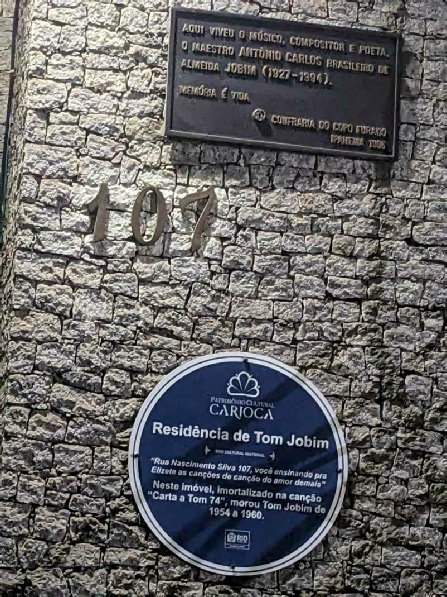 AQUI VIVEU O MÚSICO, COMPOSITOR E POETA,
O MAESTRO ANTÔNIO CARLOS BRASILEIRO DE
ALMEIDA JOBIM (1927-1994).
MEMÓRIA É VIDA
CONFRARIA DO COPO FURADO
IPANEMA 1996
107
PATRIMÔNIO CULTURAL
CARIOCA
Residência de Tom Jobim
"Rua Nascimento Silva 107, você ensinando pra
Elizete as canções de canção do amor demais"
Neste imóvel, imortalizado na canção
"Carta a Tom 74", morou Tom Jobim de
1954 a 1960.
RIO